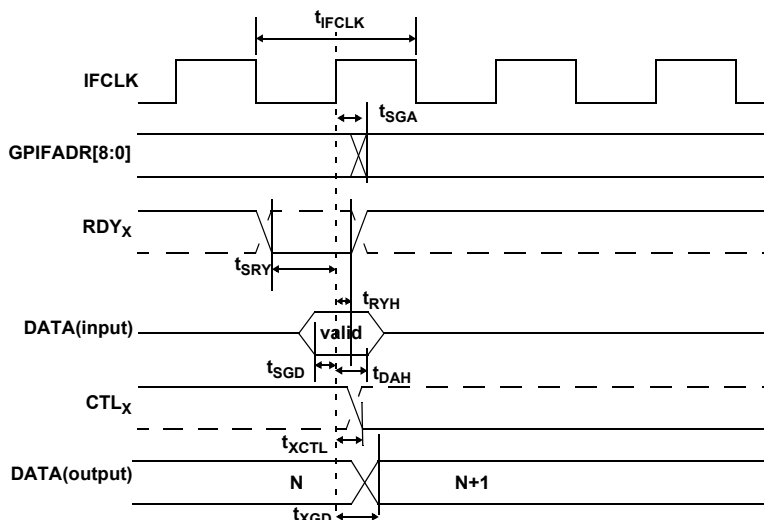 tIFCLK
IFCLK
tSGA
GPIFADR[8:0]
RDYX
tSRY
tRYH
DATA(input)
valid
tSGD
tDAH
CTLX
tXCTL
DATA(output)
N
N+1
tXGD